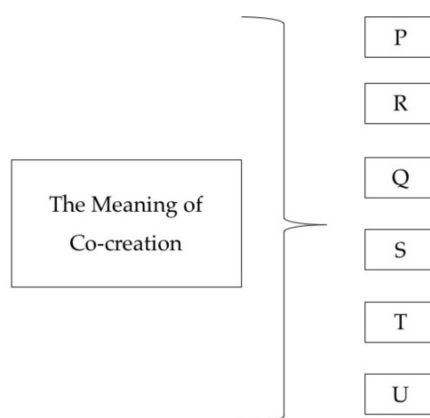 The Meaning of
Co-creation
P
R
Q
S
T
U